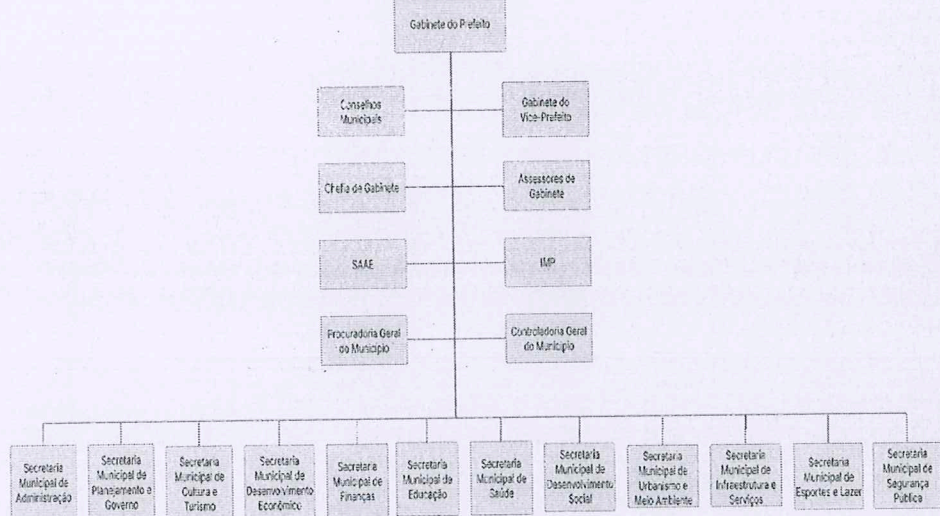 Gabinete do Prefeito
Conselhos
Municipais
Gabinete do
Vice-Prefeito
Chefia de Gabinete
Assessores de
Gabinete
SAAE
IMP
Procuradoria Geral
do Município
Controladoria Geral
do Município
Secretaria
Municipal de
Administração
Secretaria
Municipal de
Planejamento e
Governo
Secretaria
Municipal de
Cultura e
Turismo
Secretaria
Municipal de
Desenvolvimento
Econômico
Secretaria
Municipal de
Finanças
Secretaria
Municipal de
Educação
Secretaria
Municipal de
Saúde
Secretaria
Municipal de
Desenvolvimento
Social
Secretaria
Municipal de
Urbanismo e
Meio Ambiente
Secretaria
Municipal de
Infraestrutura e
Serviços
Secretaria
Municipal de
Esportes e Lazer
Secretaria
Municipal de
Segurança
Pública